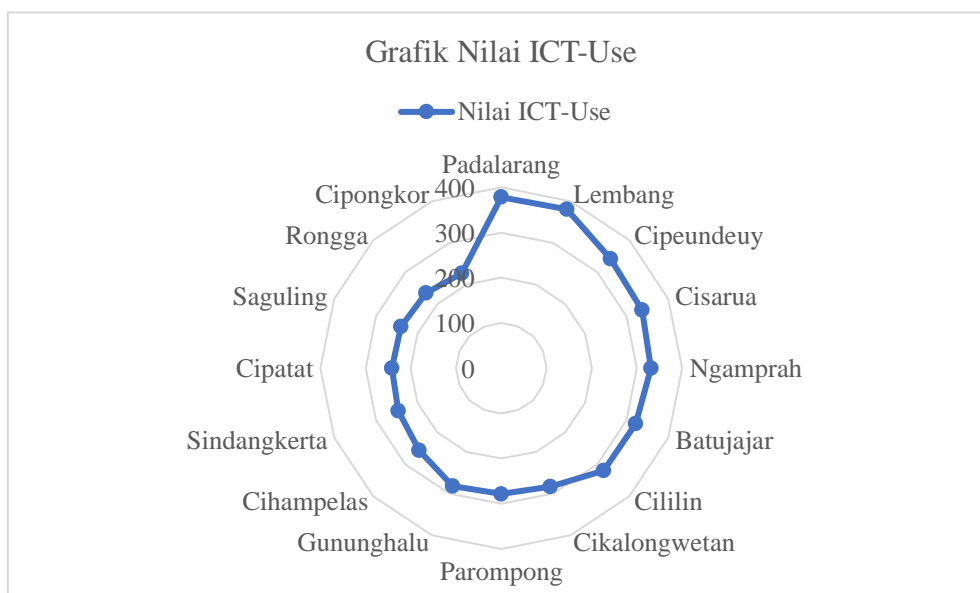 Grafik Nilai ICT-Use
Nilai ICT-Use
Padalarang
Lembang
Cipeundeuy
Cisarua
Ngamprah
Batujajar
Cililin
Cikalongwetan
Parompong
Gununghalu
Cihampelas
Sindangkerta
Cipatat
Saguling
Rongga
Cipongkor
400
300
200
100
0